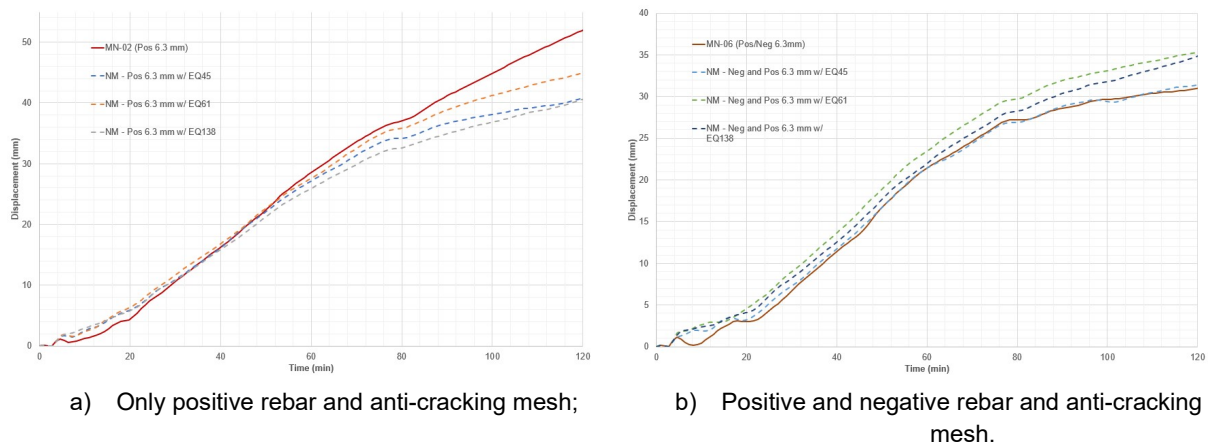 50
40
30
20
10
0
Displacement (mm)
MN-02 (Pos 6.3 mm)
NM - Pos 6.3 mm w/ EQ45
NM - Pos 6.3 mm w/ EQ61
NM - Pos 6.3 mm w/ EQ138
0 20 40 60 80 100 120
Time (min)
a) Only positive rebar and anti-cracking mesh;
40
35
30
25
20
15
10
5
0
Displacement (mm)
MN-06 (Pos/Neg 6.3mm)
NM - Neg and Pos 6.3 mm w/ EQ45
NM - Neg and Pos 6.3 mm w/ EQ61
NM - Neg and Pos 6.3 mm w/
EQ138
0 20 40 60 80 100 120
Time (min)
b) Positive and negative rebar and anti-cracking
mesh.